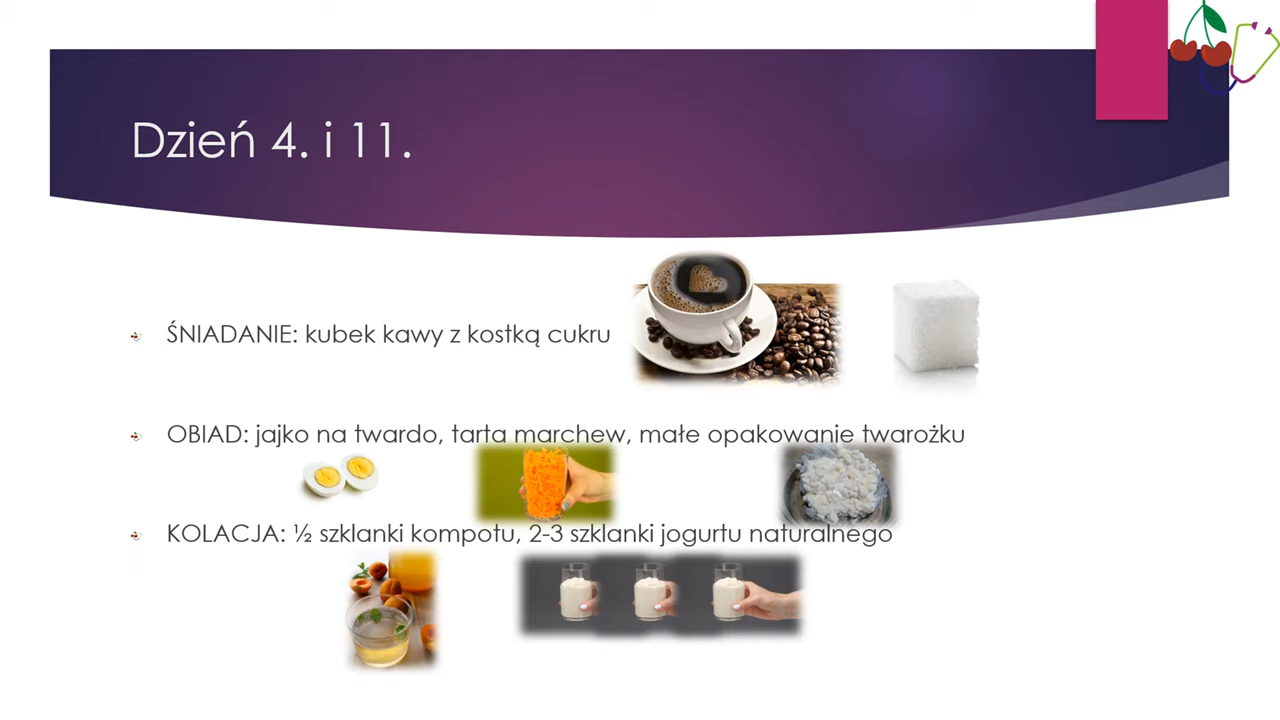 Dzień 4. i 11.
ŚNIADANIE: kubek kawy z kostką cukru
OBIAD: jajko na twardo, tarta marchew, małe opakowanie twarożku
KOLACJA: ½ szklanki kompotu, 2-3 szklanki jogurtu naturalnego